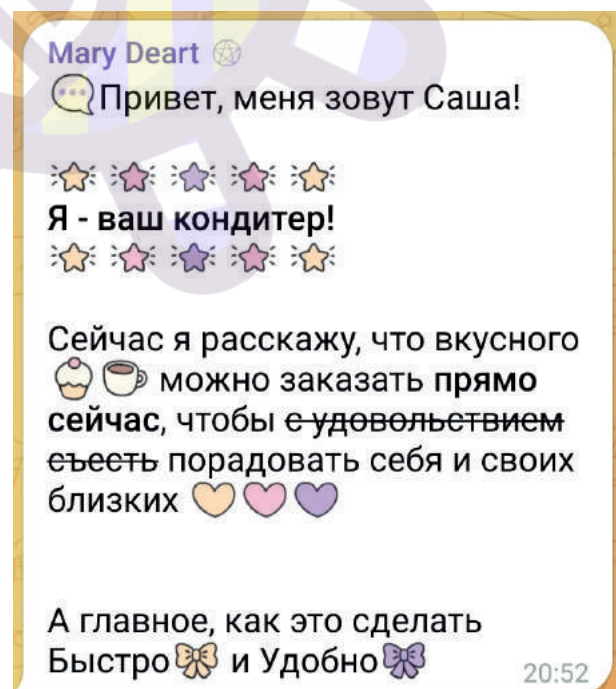 Mary Deart
Привет, меня зовут Саша!
Я - ваш кондитер!
Сейчас я расскажу, что вкусного
можно заказать прямо
сейчас, чтобы с удовольствием
съесть порадовать себя и своих
близких
А главное, как это сделать
Быстро и Удобно
20:52